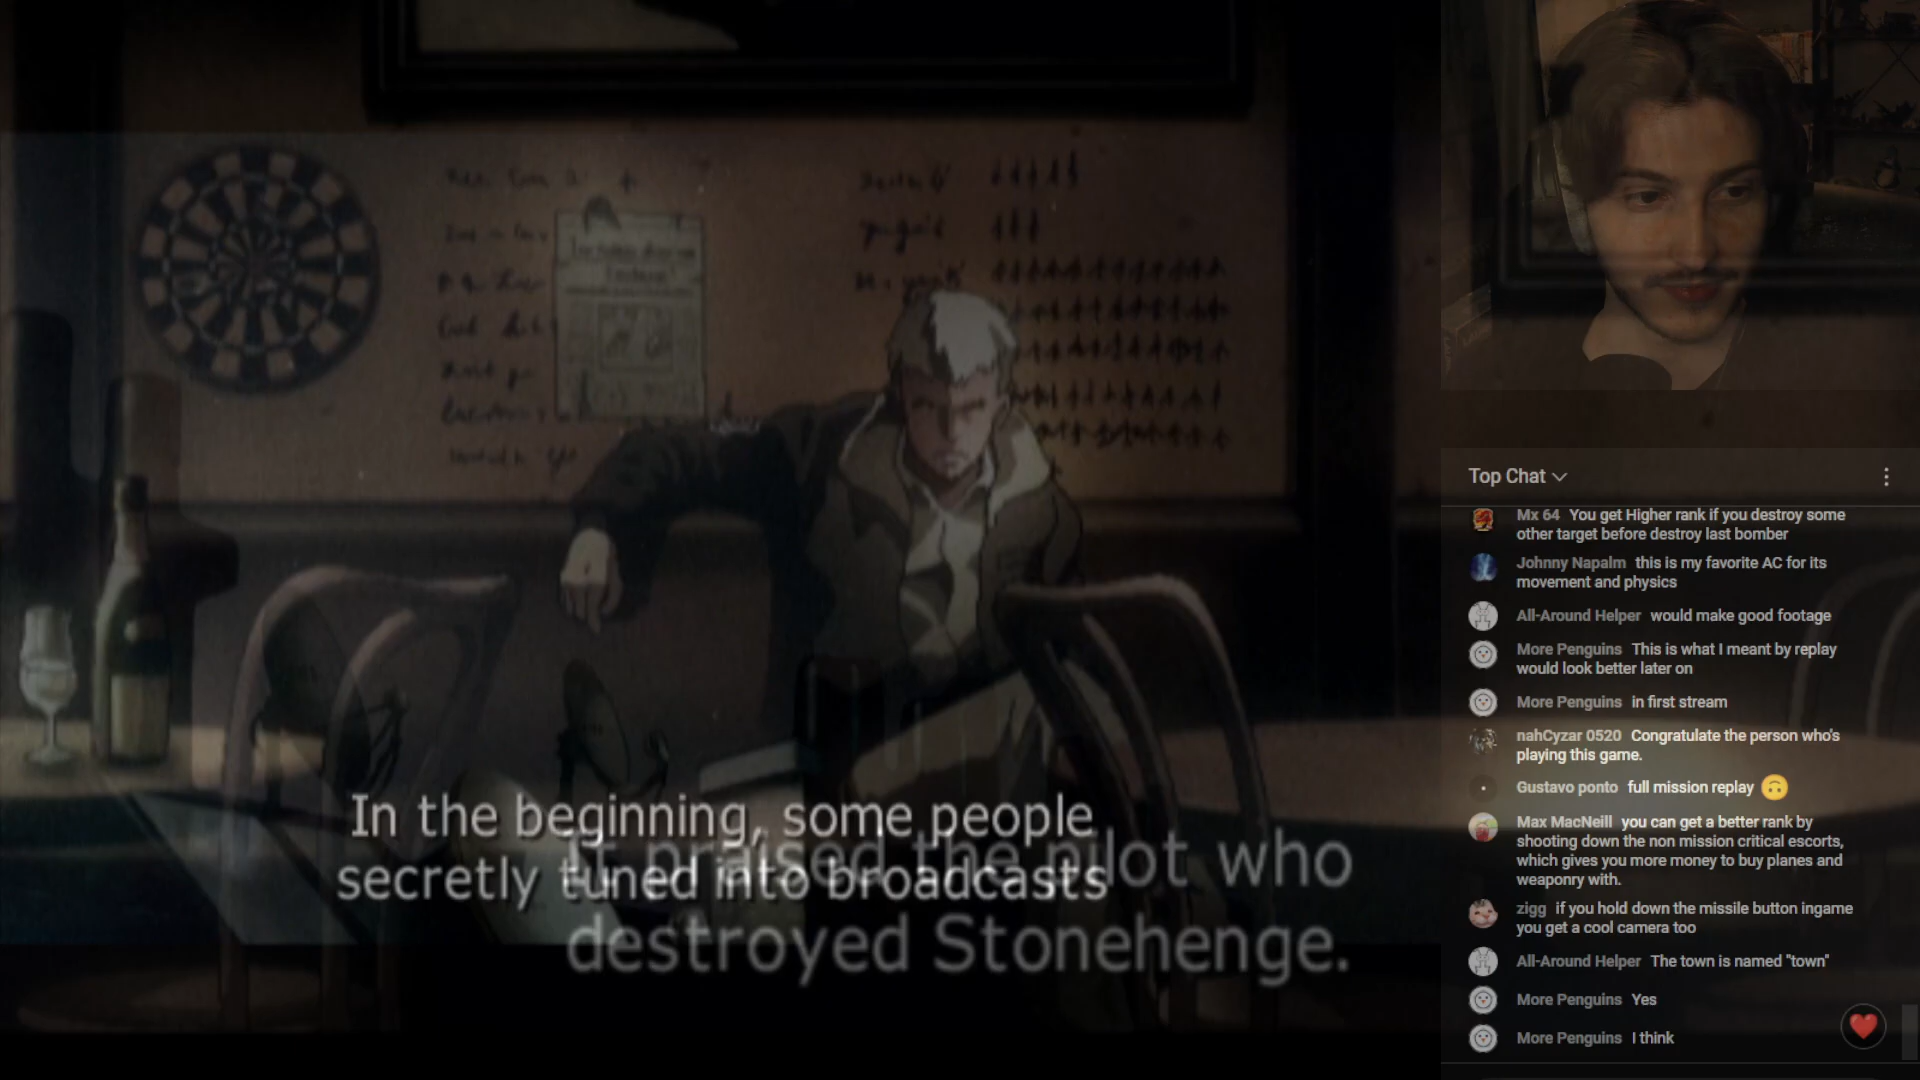 In the beginning, some people
secretly tuned into broadcasts
It praised the pilot who
destroyed Stonehenge.
Top Chat
Mx 64 You get Higher rank if you destroy some
other target before destroy last bomber
Johnny Napalm this is my favorite AC for its
movement and physics
All-Around Helper would make good footage
More Penguins This is what I meant by replay
would look better later on
More Penguins in first stream
nahCyzar 0520 Congratulate the person who's
playing this game.
Gustavo ponto full mission replay 🙃
Max MacNeill you can get a better rank by
shooting down the non mission critical escorts,
which gives you more money to buy planes and
weaponry with.
zigg if you hold down the missile button ingame
you get a cool camera too
All-Around Helper The town is named "town"
More Penguins Yes
More Penguins I think